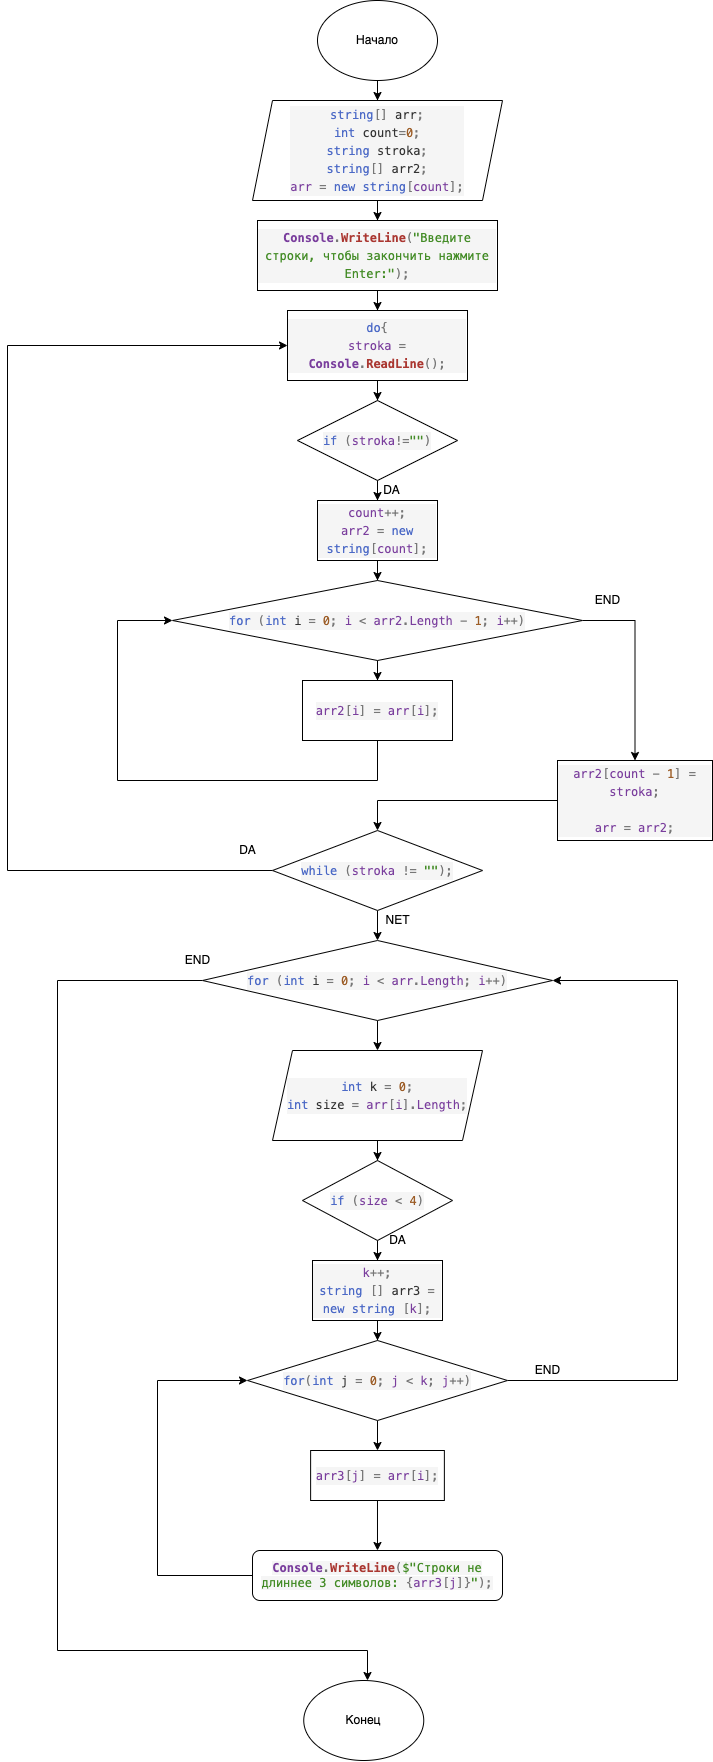 Начало
string[] arr;
int count=0;
string stroka;
string[] arr2;
arr = new string[count];
Console.WriteLine("Введите
строки, чтобы закончить нажмите
Enter:");
do{
stroka =
Console.ReadLine();
if (stroka!="")
DA
count++;
arr2 = new
string[count];
END
for (int i = 0; i < arr2.Length - 1; i++)
arr2[i] = arr[i];
arr2[count - 1] =
stroka;
arr = arr2;
DA
while (stroka != "");
NET
END
for (int i = 0; i < arr.Length; i++)
int k = 0;
int size = arr[i].Length;
if (size < 4)
DA
k++;
string [] arr3 =
new string [k];
END
for(int j = 0; j < k; j++)
arr3[j] = arr[i];
Console.WriteLine($"Строки не
длиннее 3 символов: {arr3[j]}");
Конец